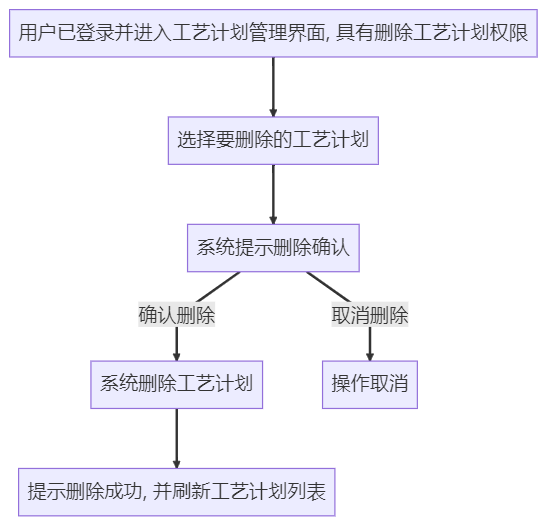 用户已登录并进入工艺计划管理界面, 具有删除工艺计划权限
选择要删除的工艺计划
系统提示删除确认
确认删除
取消删除
系统删除工艺计划
操作取消
提示删除成功, 并刷新工艺计划列表